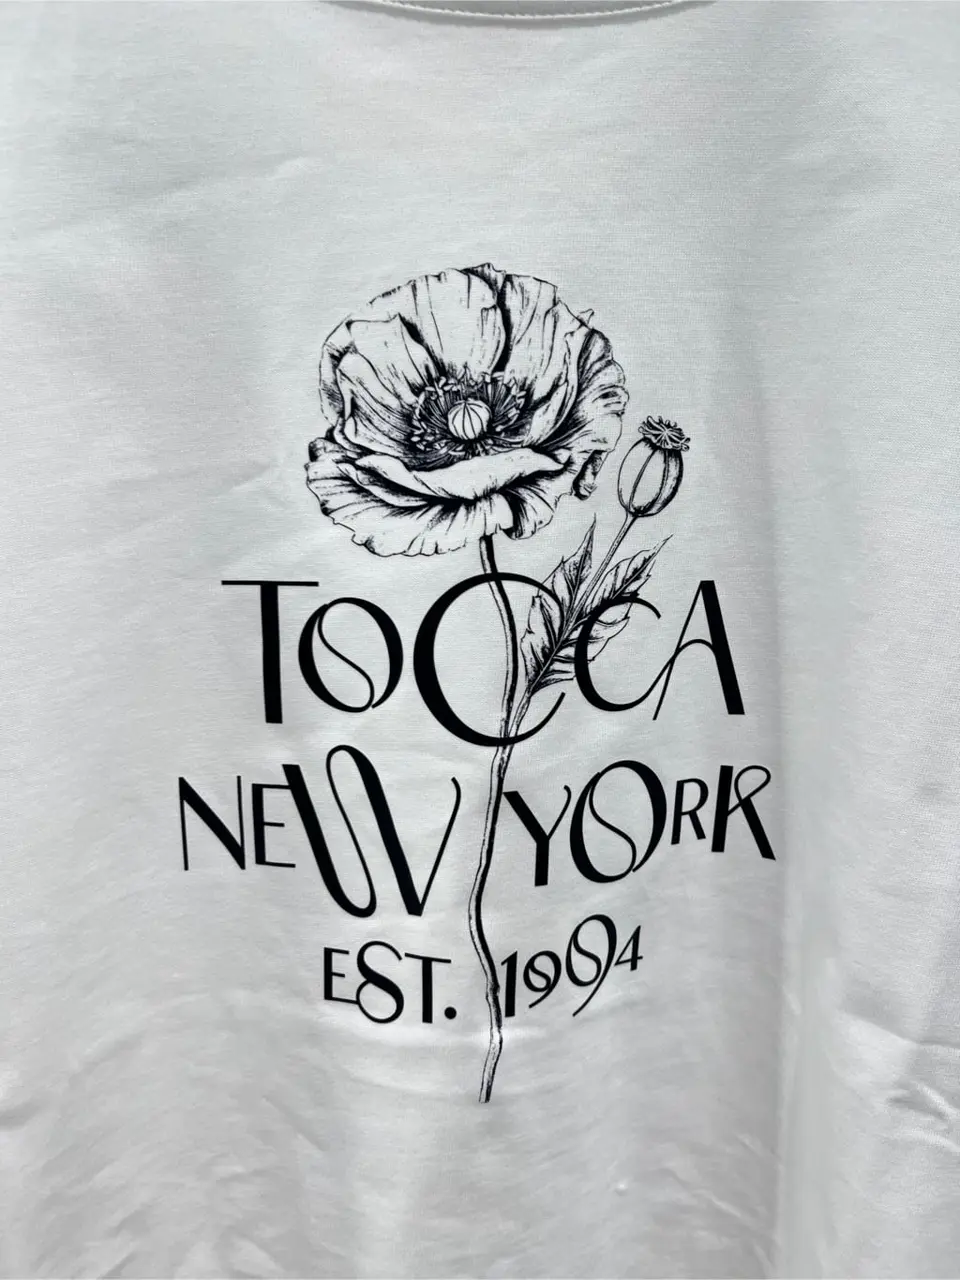 TOCCA
NEW YORK
EST. 1994